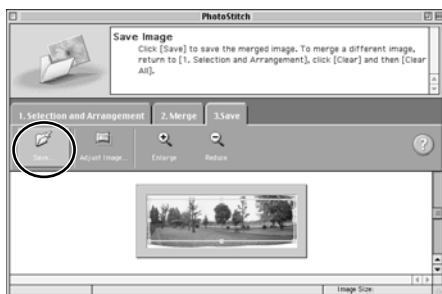 PhotoStitch
Save Image
Click [Save] to save the merged image. To merge a different image,
return to [1. Selection and Arrangement], click [Clear] and then [Clear
All].
1. Selection and Arrangement
2. Merge
3.Save
Save...
Adjust Image...
Enlarge
Reduce
?
Image Size: